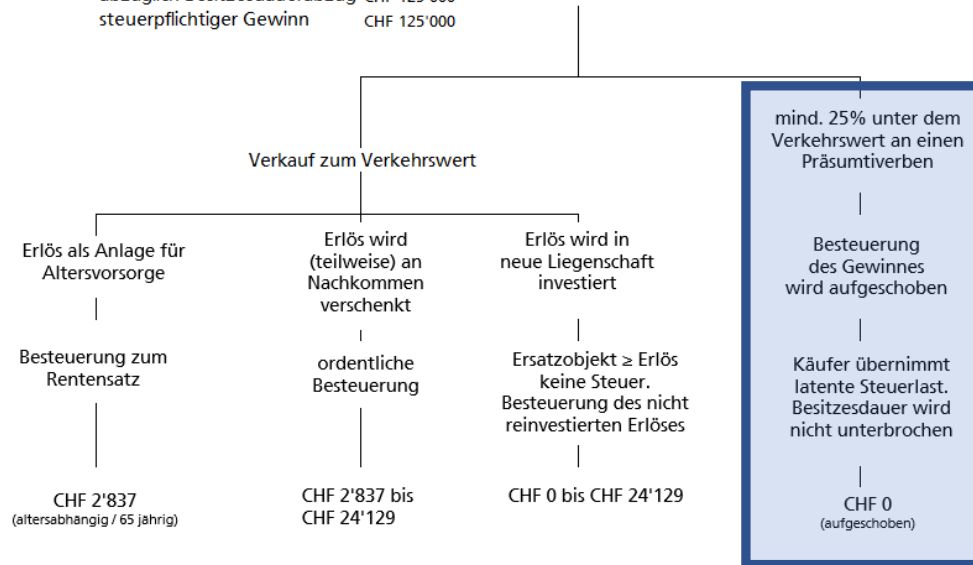 steuerpflichtiger Gewinn CHF 125'000
Verkauf zum Verkehrswert
Erlös als Anlage für
Altersvorsorge
Besteuerung zum
Rentensatz
CHF 2'837
(altersabhängig / 65 jährig)
Erlös wird
(teilweise) an
Nachkommen
verschenkt
ordentliche
Besteuerung
CHF 2'837 bis
CHF 24'129
Erlös wird in
neue Liegenschaft
investiert
Ersatzobjekt ≥ Erlös
keine Steuer.
Besteuerung des nicht
reinvestierten Erlöses
CHF 0 bis CHF 24'129
mind. 25% unter dem
Verkehrswert an einen
Präsumtiverben
Besteuerung
des Gewinnes
wird aufgeschoben
Käufer übernimmt
latente Steuerlast.
Besitzesdauer wird
nicht unterbrochen
CHF 0
(aufgeschoben)